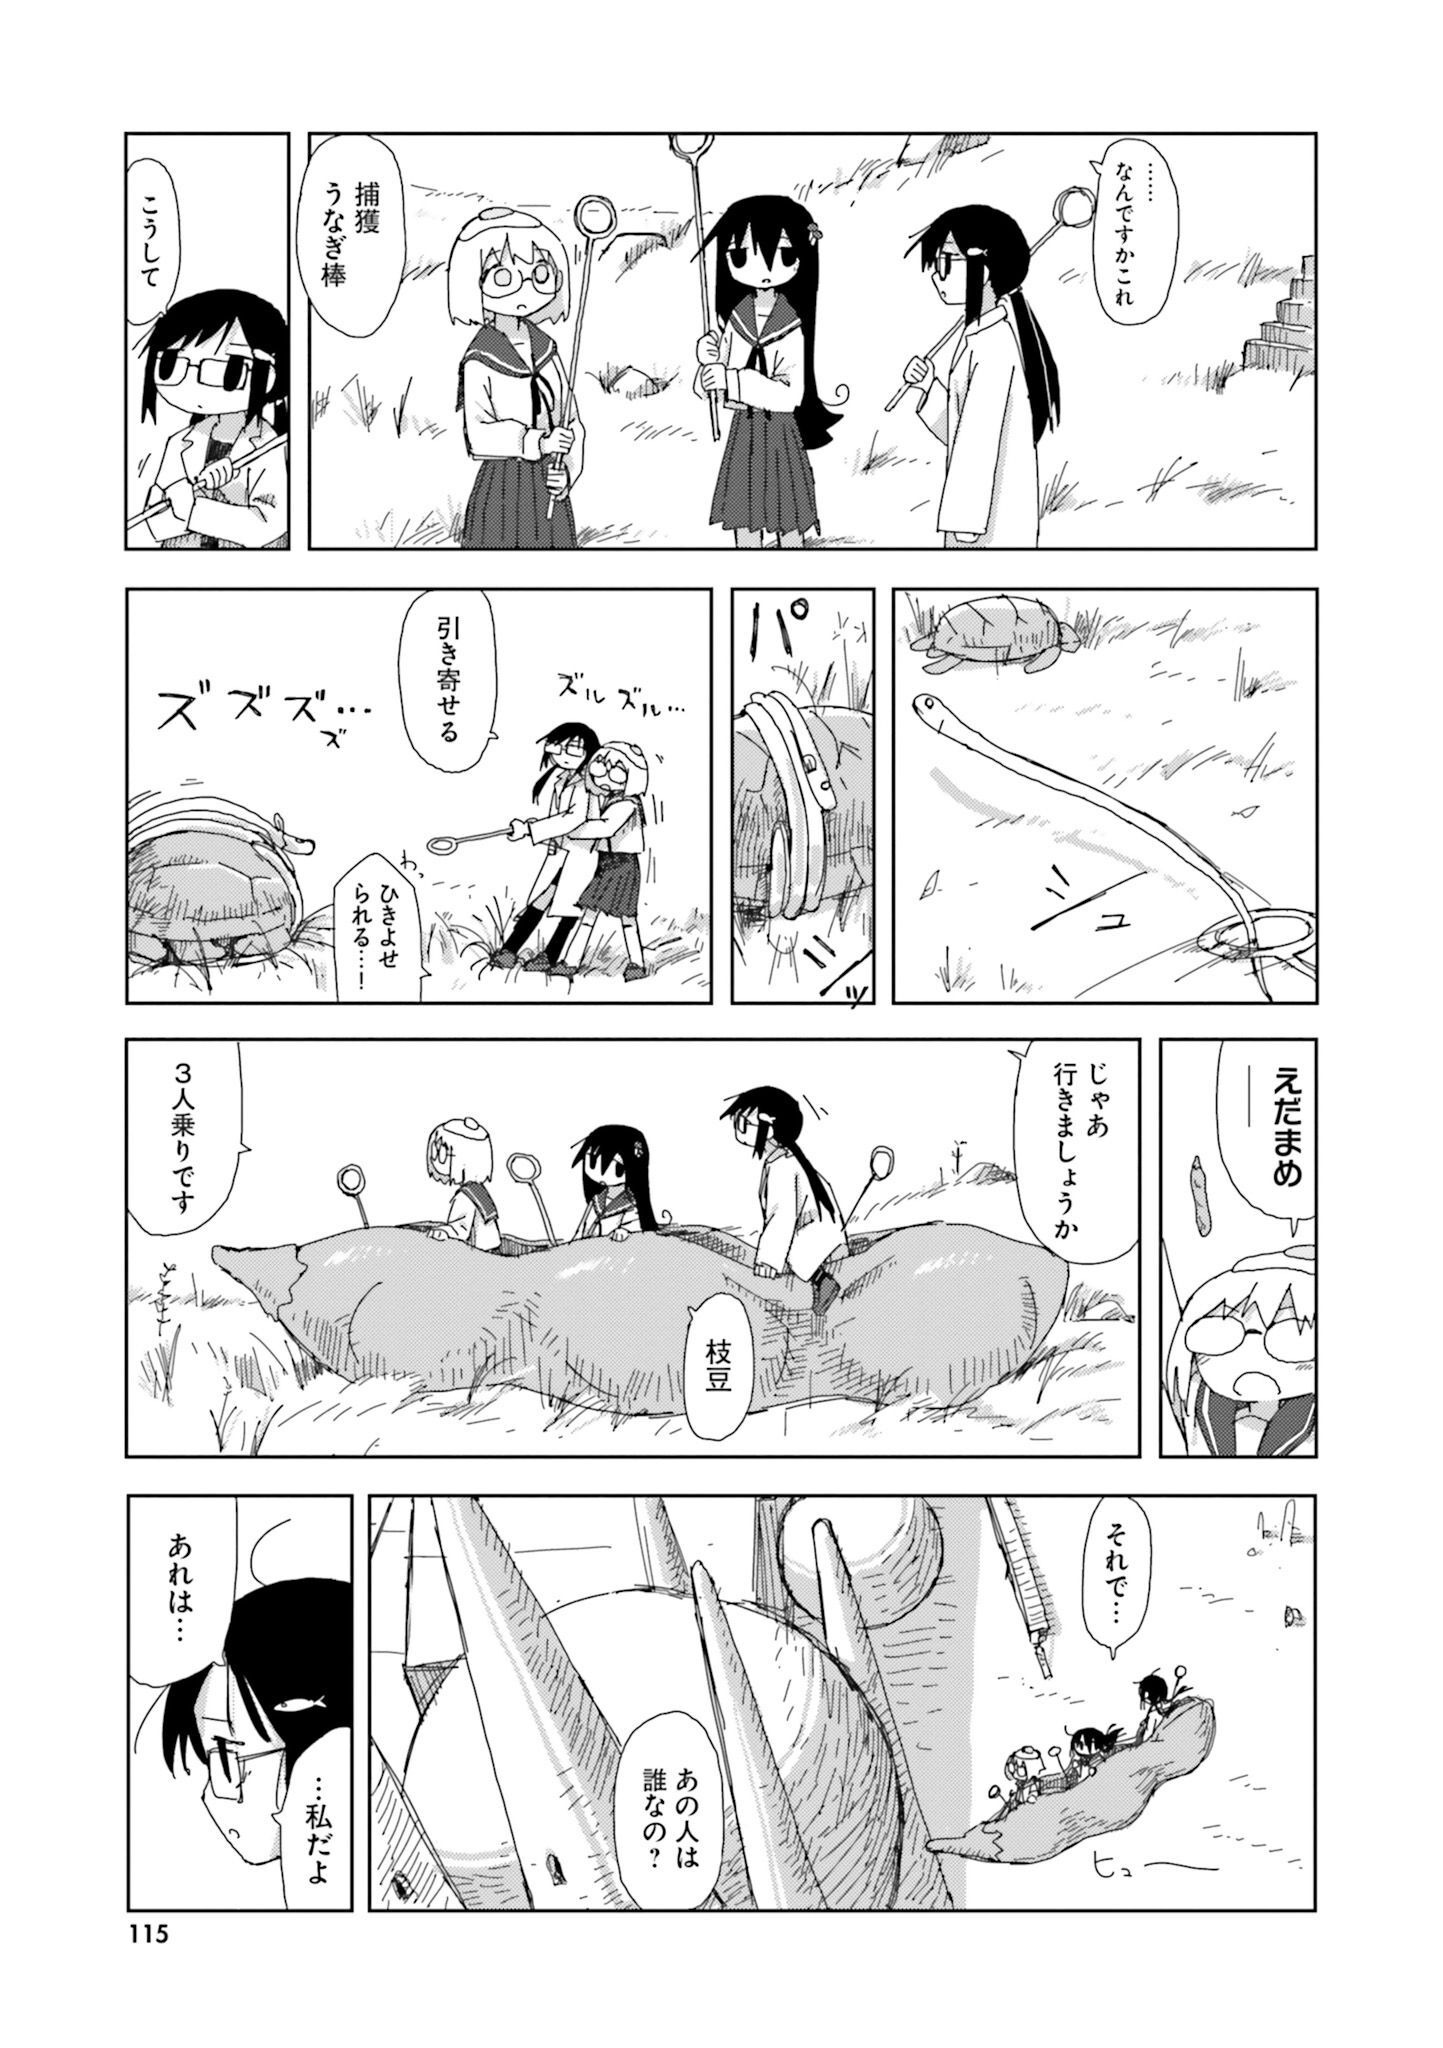 ……
なんですかこれ
捕獲
うなぎ棒
こうして
ビュ
パシッ
引き寄せる
ズルズル…
ズズズ…
ズ
わっ
ひきよせ
られる…！
えだまめ
――
じゃあ
行きましょうか
枝豆
3人乗りです
それで…
ヒュー
あの人は
誰なの？
あれは…
…私だよ
115